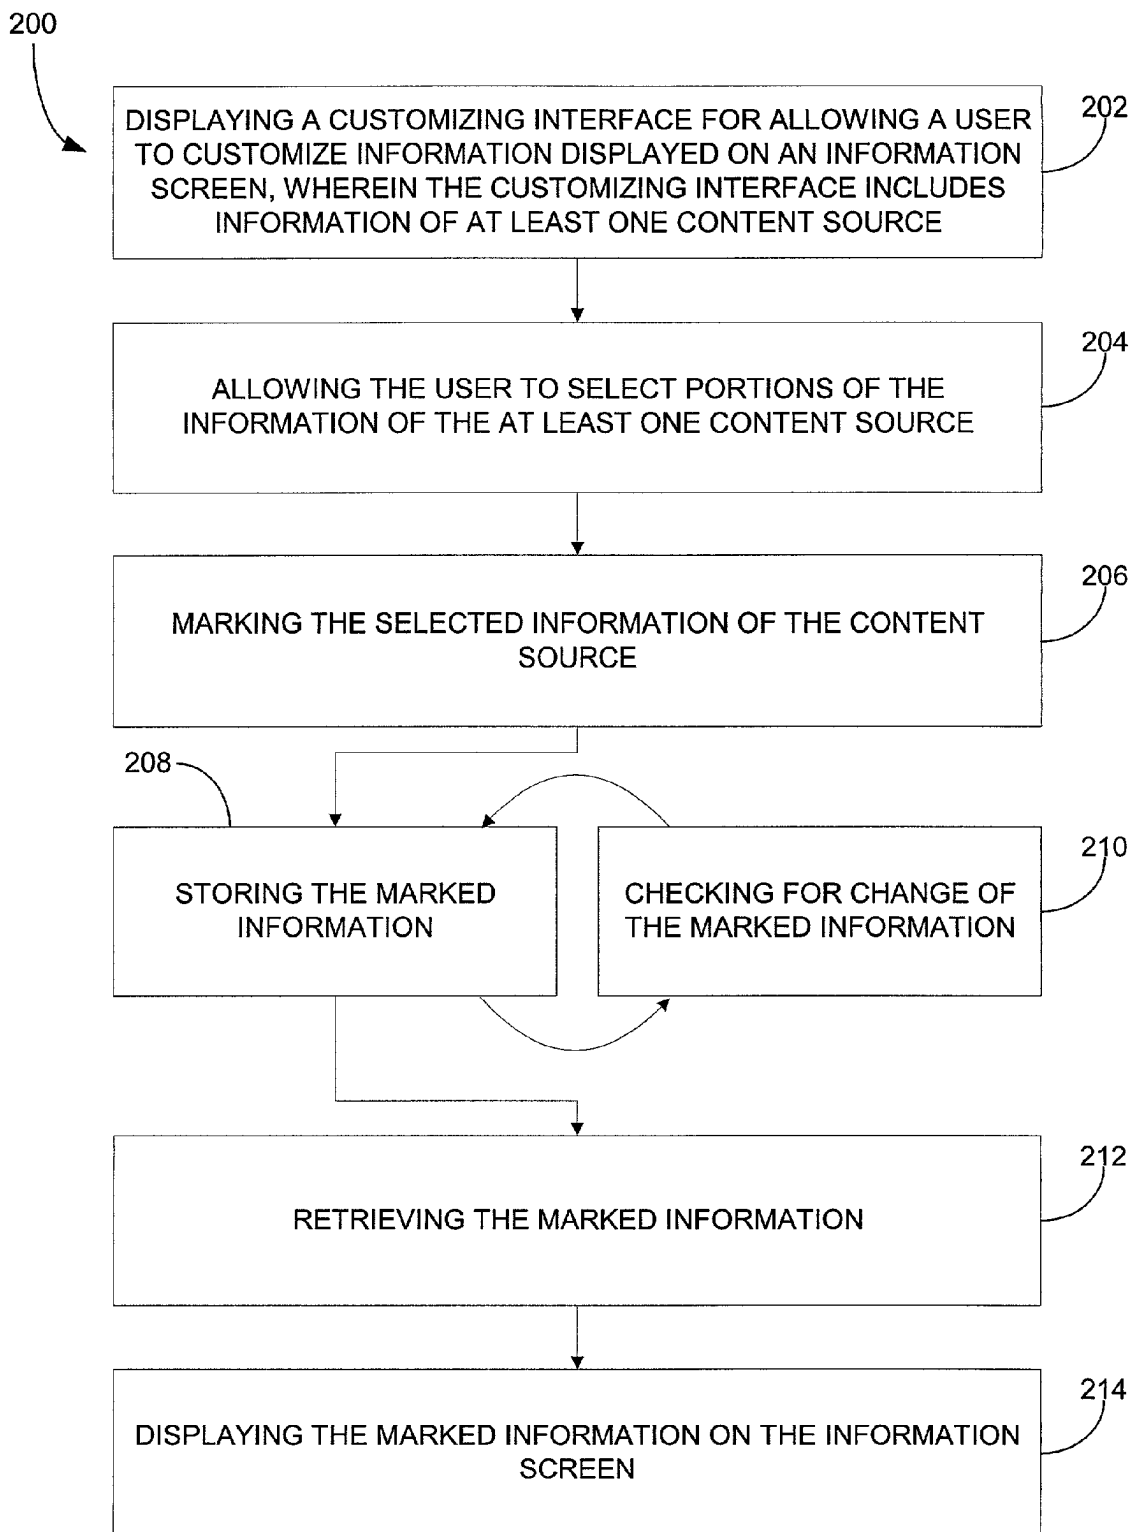 200
202
DISPLAYING A CUSTOMIZING INTERFACE FOR ALLOWING A USER
TO CUSTOMIZE INFORMATION DISPLAYED ON AN INFORMATION
SCREEN, WHEREIN THE CUSTOMIZING INTERFACE INCLUDES
INFORMATION OF AT LEAST ONE CONTENT SOURCE
204
ALLOWING THE USER TO SELECT PORTIONS OF THE
INFORMATION OF THE AT LEAST ONE CONTENT SOURCE
206
MARKING THE SELECTED INFORMATION OF THE CONTENT
SOURCE
208
STORING THE MARKED
INFORMATION
210
CHECKING FOR CHANGE OF
THE MARKED INFORMATION
212
RETRIEVING THE MARKED INFORMATION
214
DISPLAYING THE MARKED INFORMATION ON THE INFORMATION
SCREEN